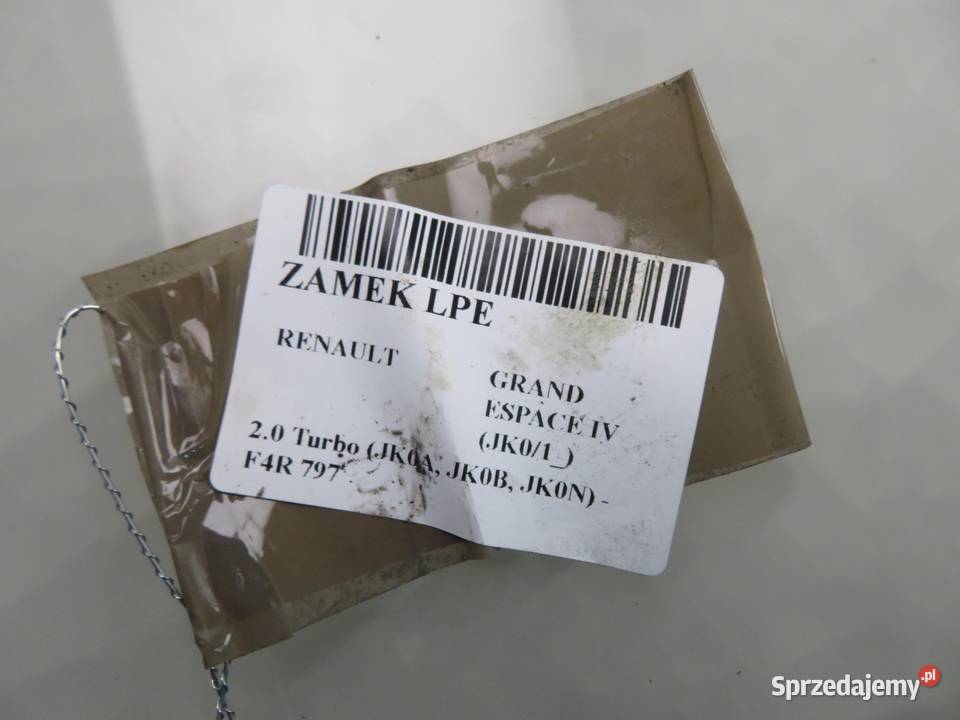 ZAMEK LPE
RENAULT
GRAND
ESPACE IV
(JK0/1_)
2.0 Turbo (JK0A, JK0B, JK0N) -
F4R 797
Sprzedajemy.pl